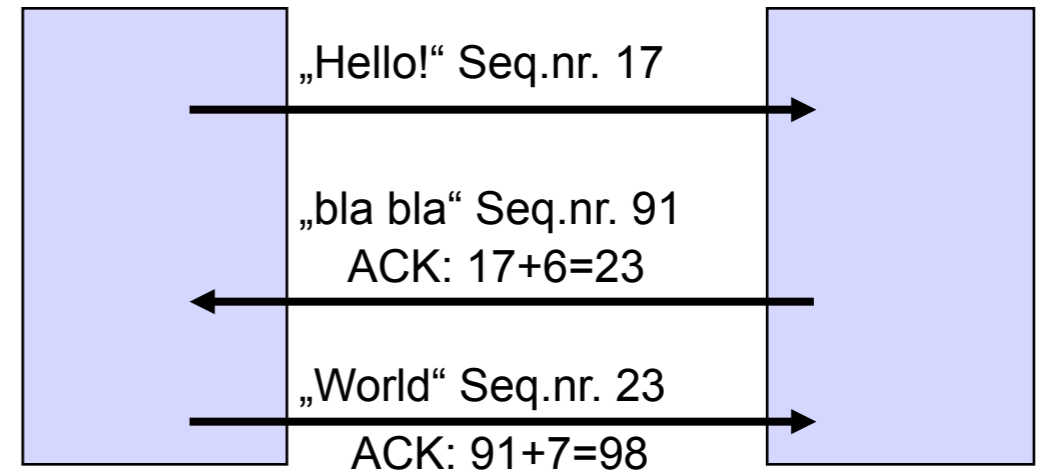 „Hello!“ Seq.nr. 17
„bla bla“ Seq.nr. 91
ACK: 17+6=23
„World“ Seq.nr. 23
ACK: 91+7=98